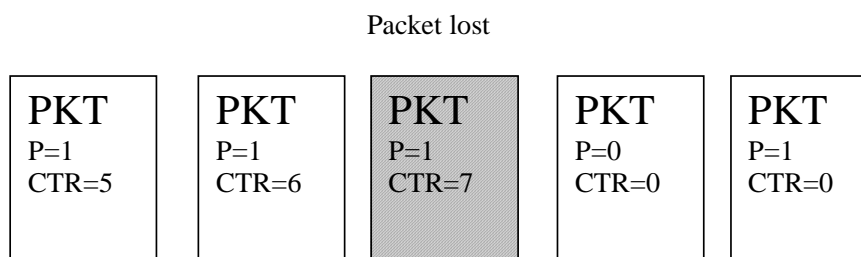 Packet lost
PKT
P=1
CTR=5
PKT
P=1
CTR=6
PKT
P=1
CTR=7
PKT
P=0
CTR=0
PKT
P=1
CTR=0